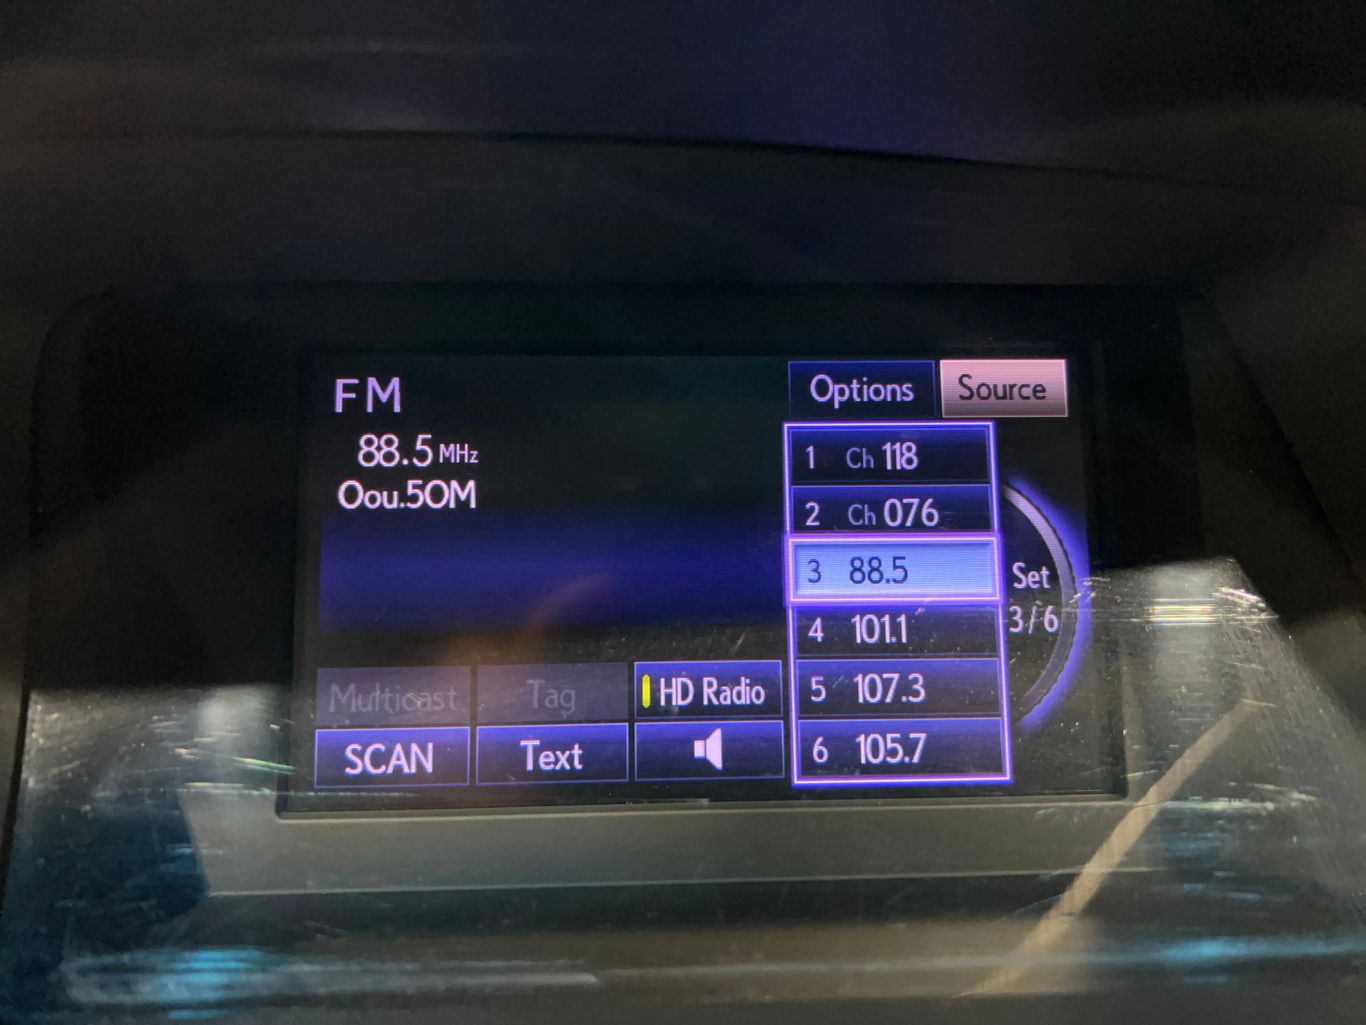 FM
88.5 MHz
Oou.5OM
Options
Source
1 Ch 118
2 Ch 076
3 88.5
4 101.1
5 107.3
6 105.7
Set
3/6
Multicast
Tag
HD Radio
SCAN
Text